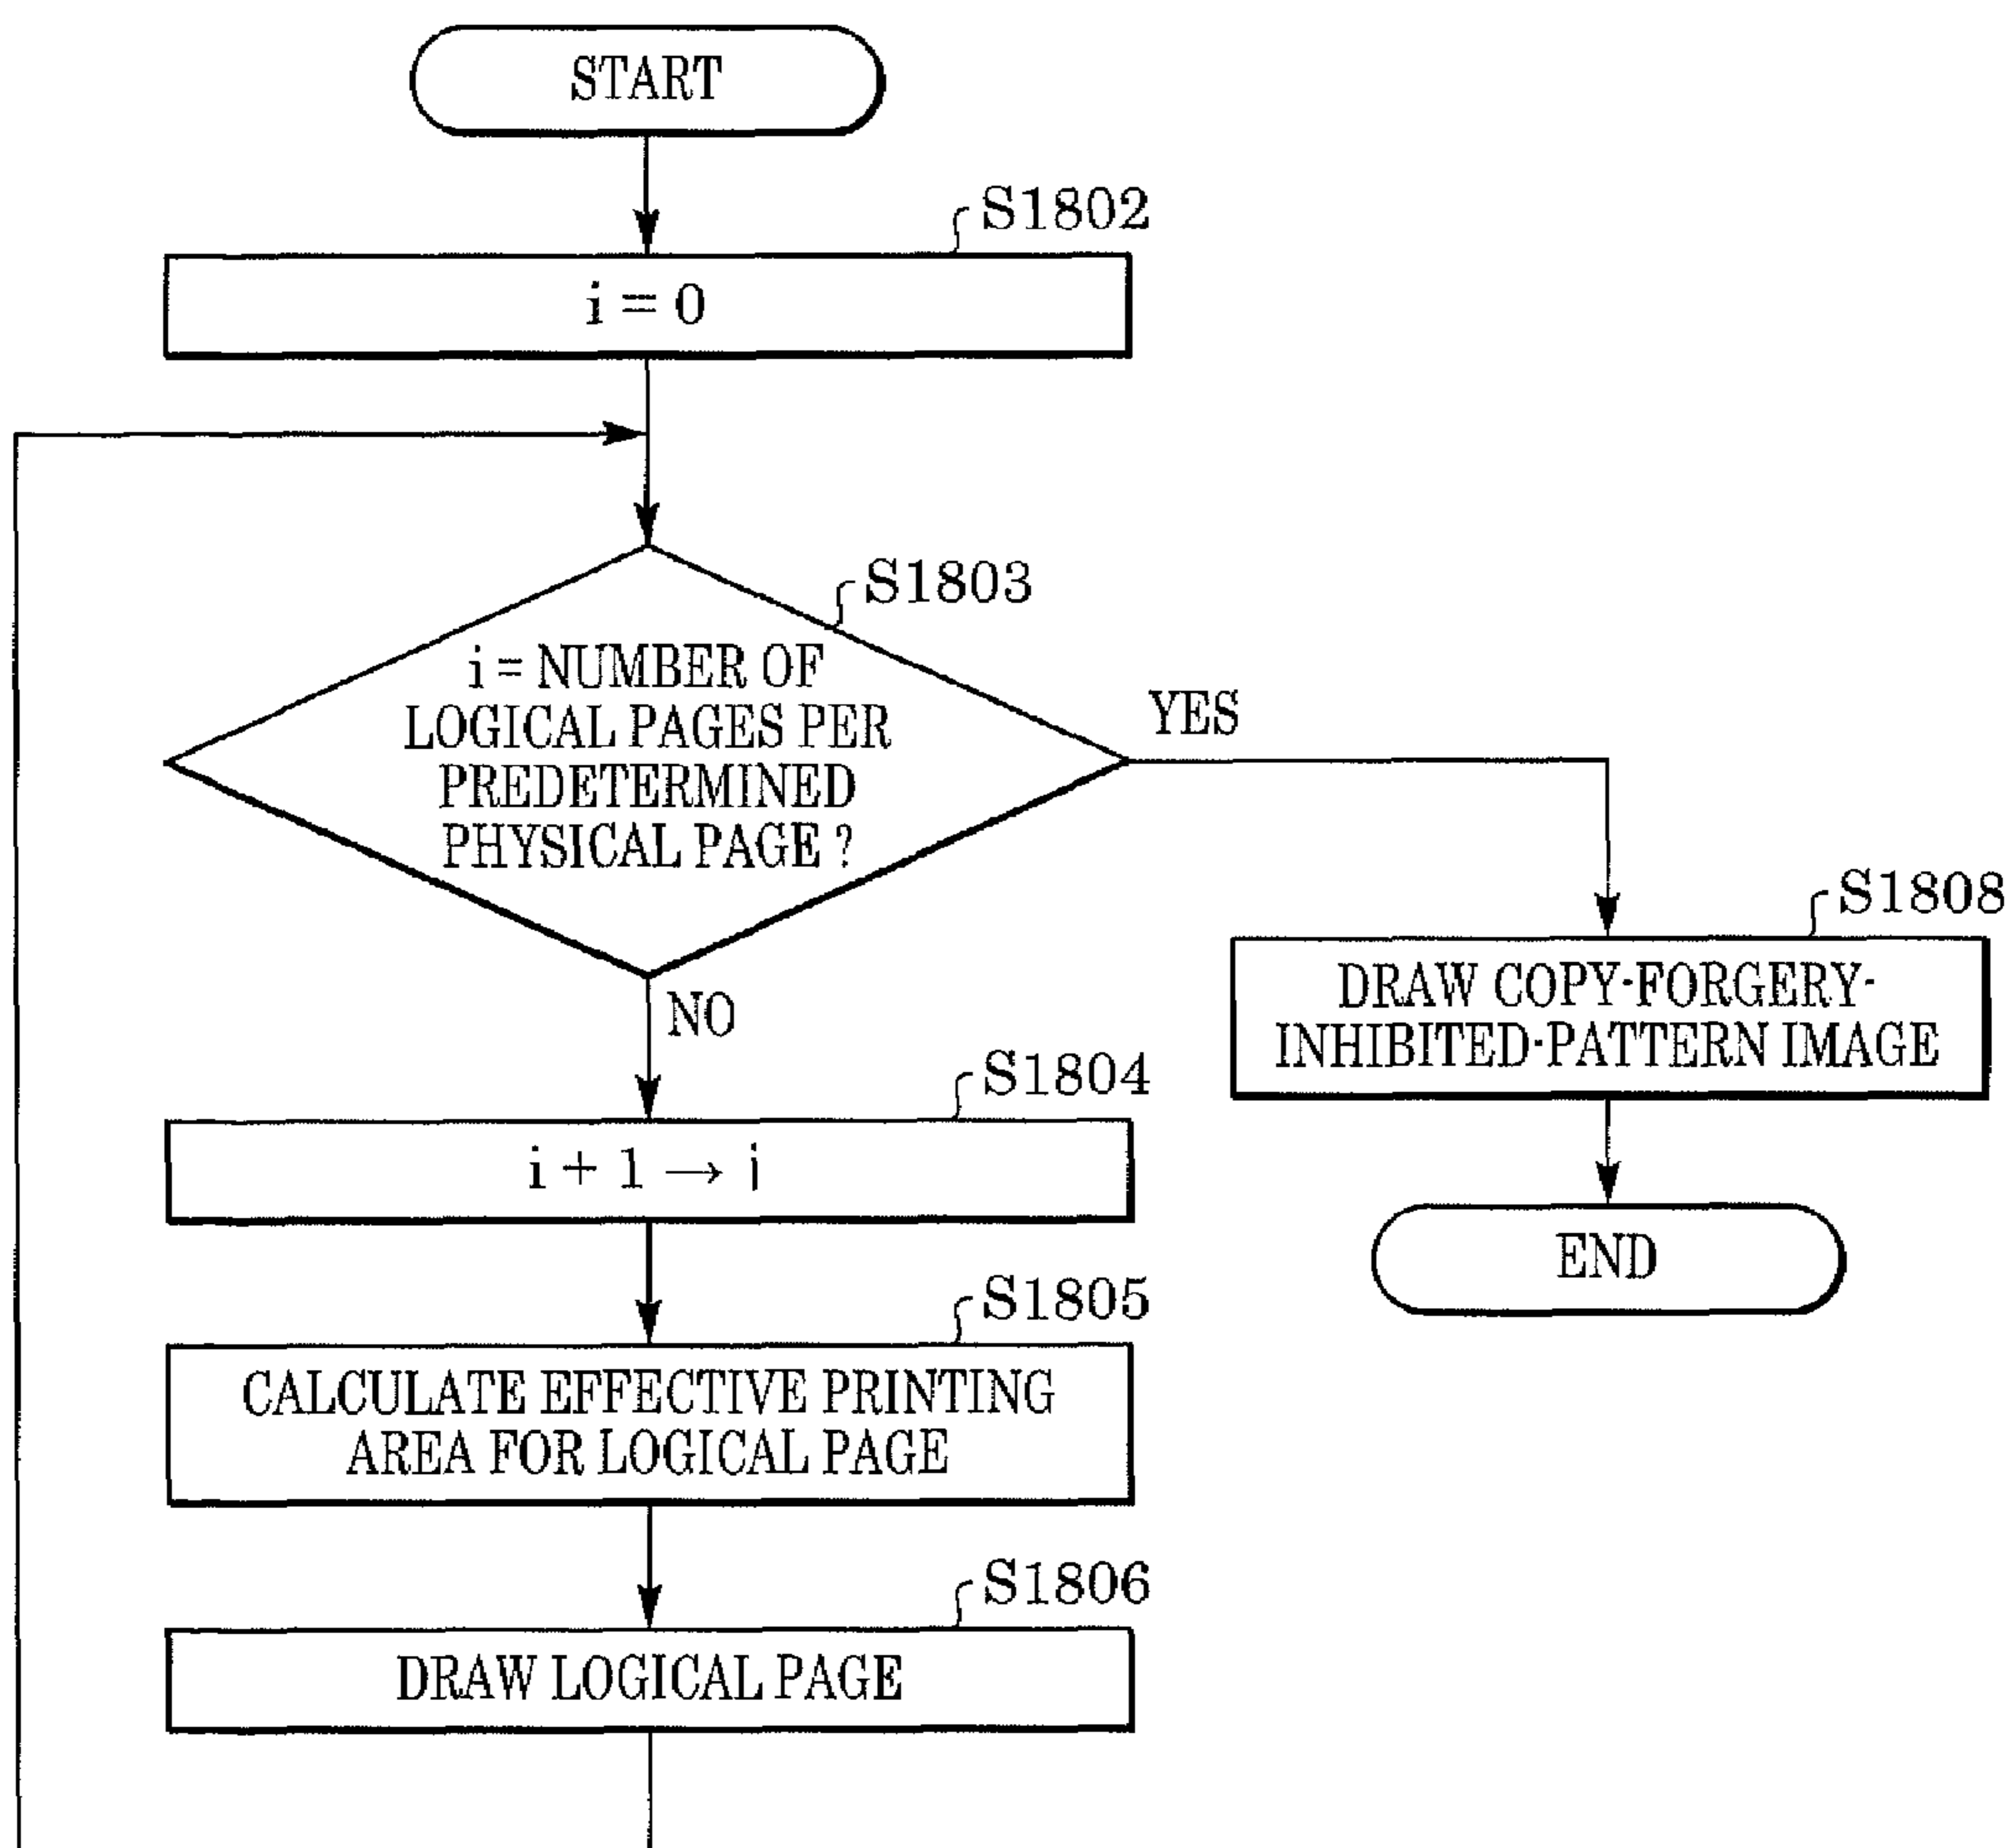 START
S1802
i = 0
S1803
i = NUMBER OF
LOGICAL PAGES PER
PREDETERMINED
PHYSICAL PAGE ?
YES
NO
S1808
DRAW COPY-FORGERY-
INHIBITED-PATTERN IMAGE
END
S1804
i + 1 → i
S1805
CALCULATE EFFECTIVE PRINTING
AREA FOR LOGICAL PAGE
S1806
DRAW LOGICAL PAGE